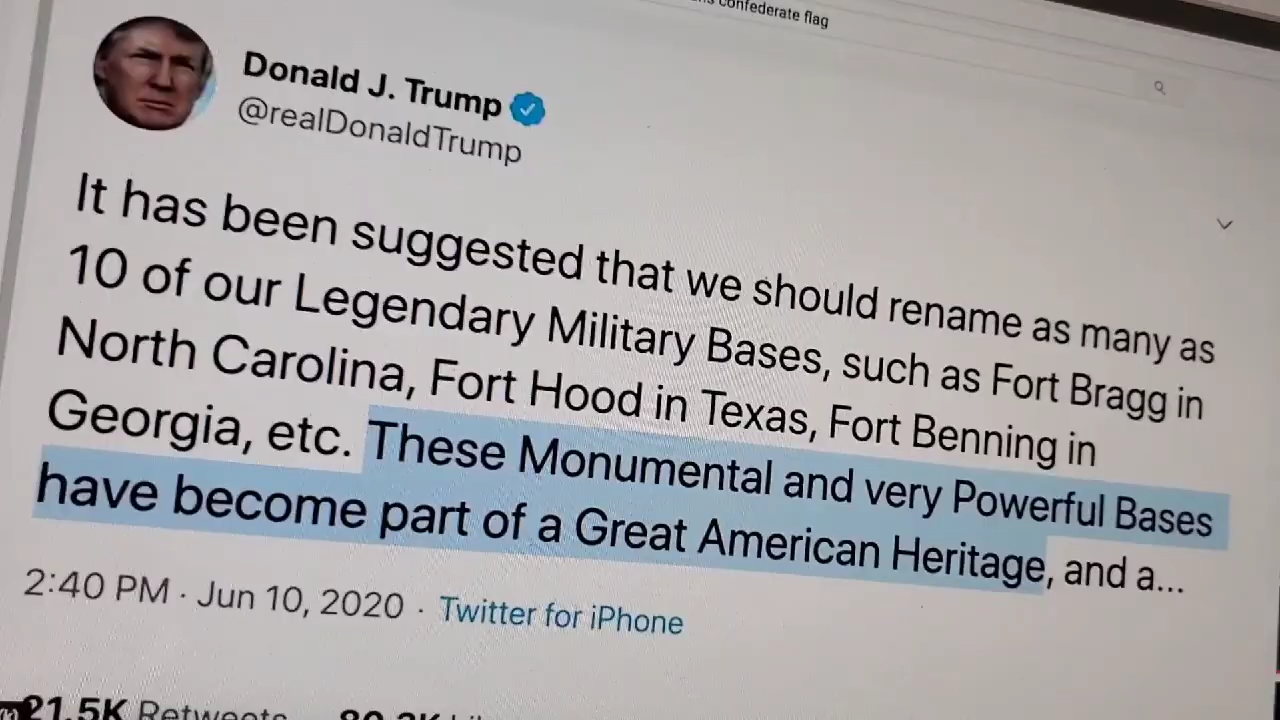 confederate flag
Donald J. Trump
@realDonaldTrump
It has been suggested that we should rename as many as
10 of our Legendary Military Bases, such as Fort Bragg in
North Carolina, Fort Hood in Texas, Fort Benning in
Georgia, etc. These Monumental and very Powerful Bases
have become part of a Great American Heritage, and a...
2:40 PM · Jun 10, 2020 · Twitter for iPhone
21.5K Retweets